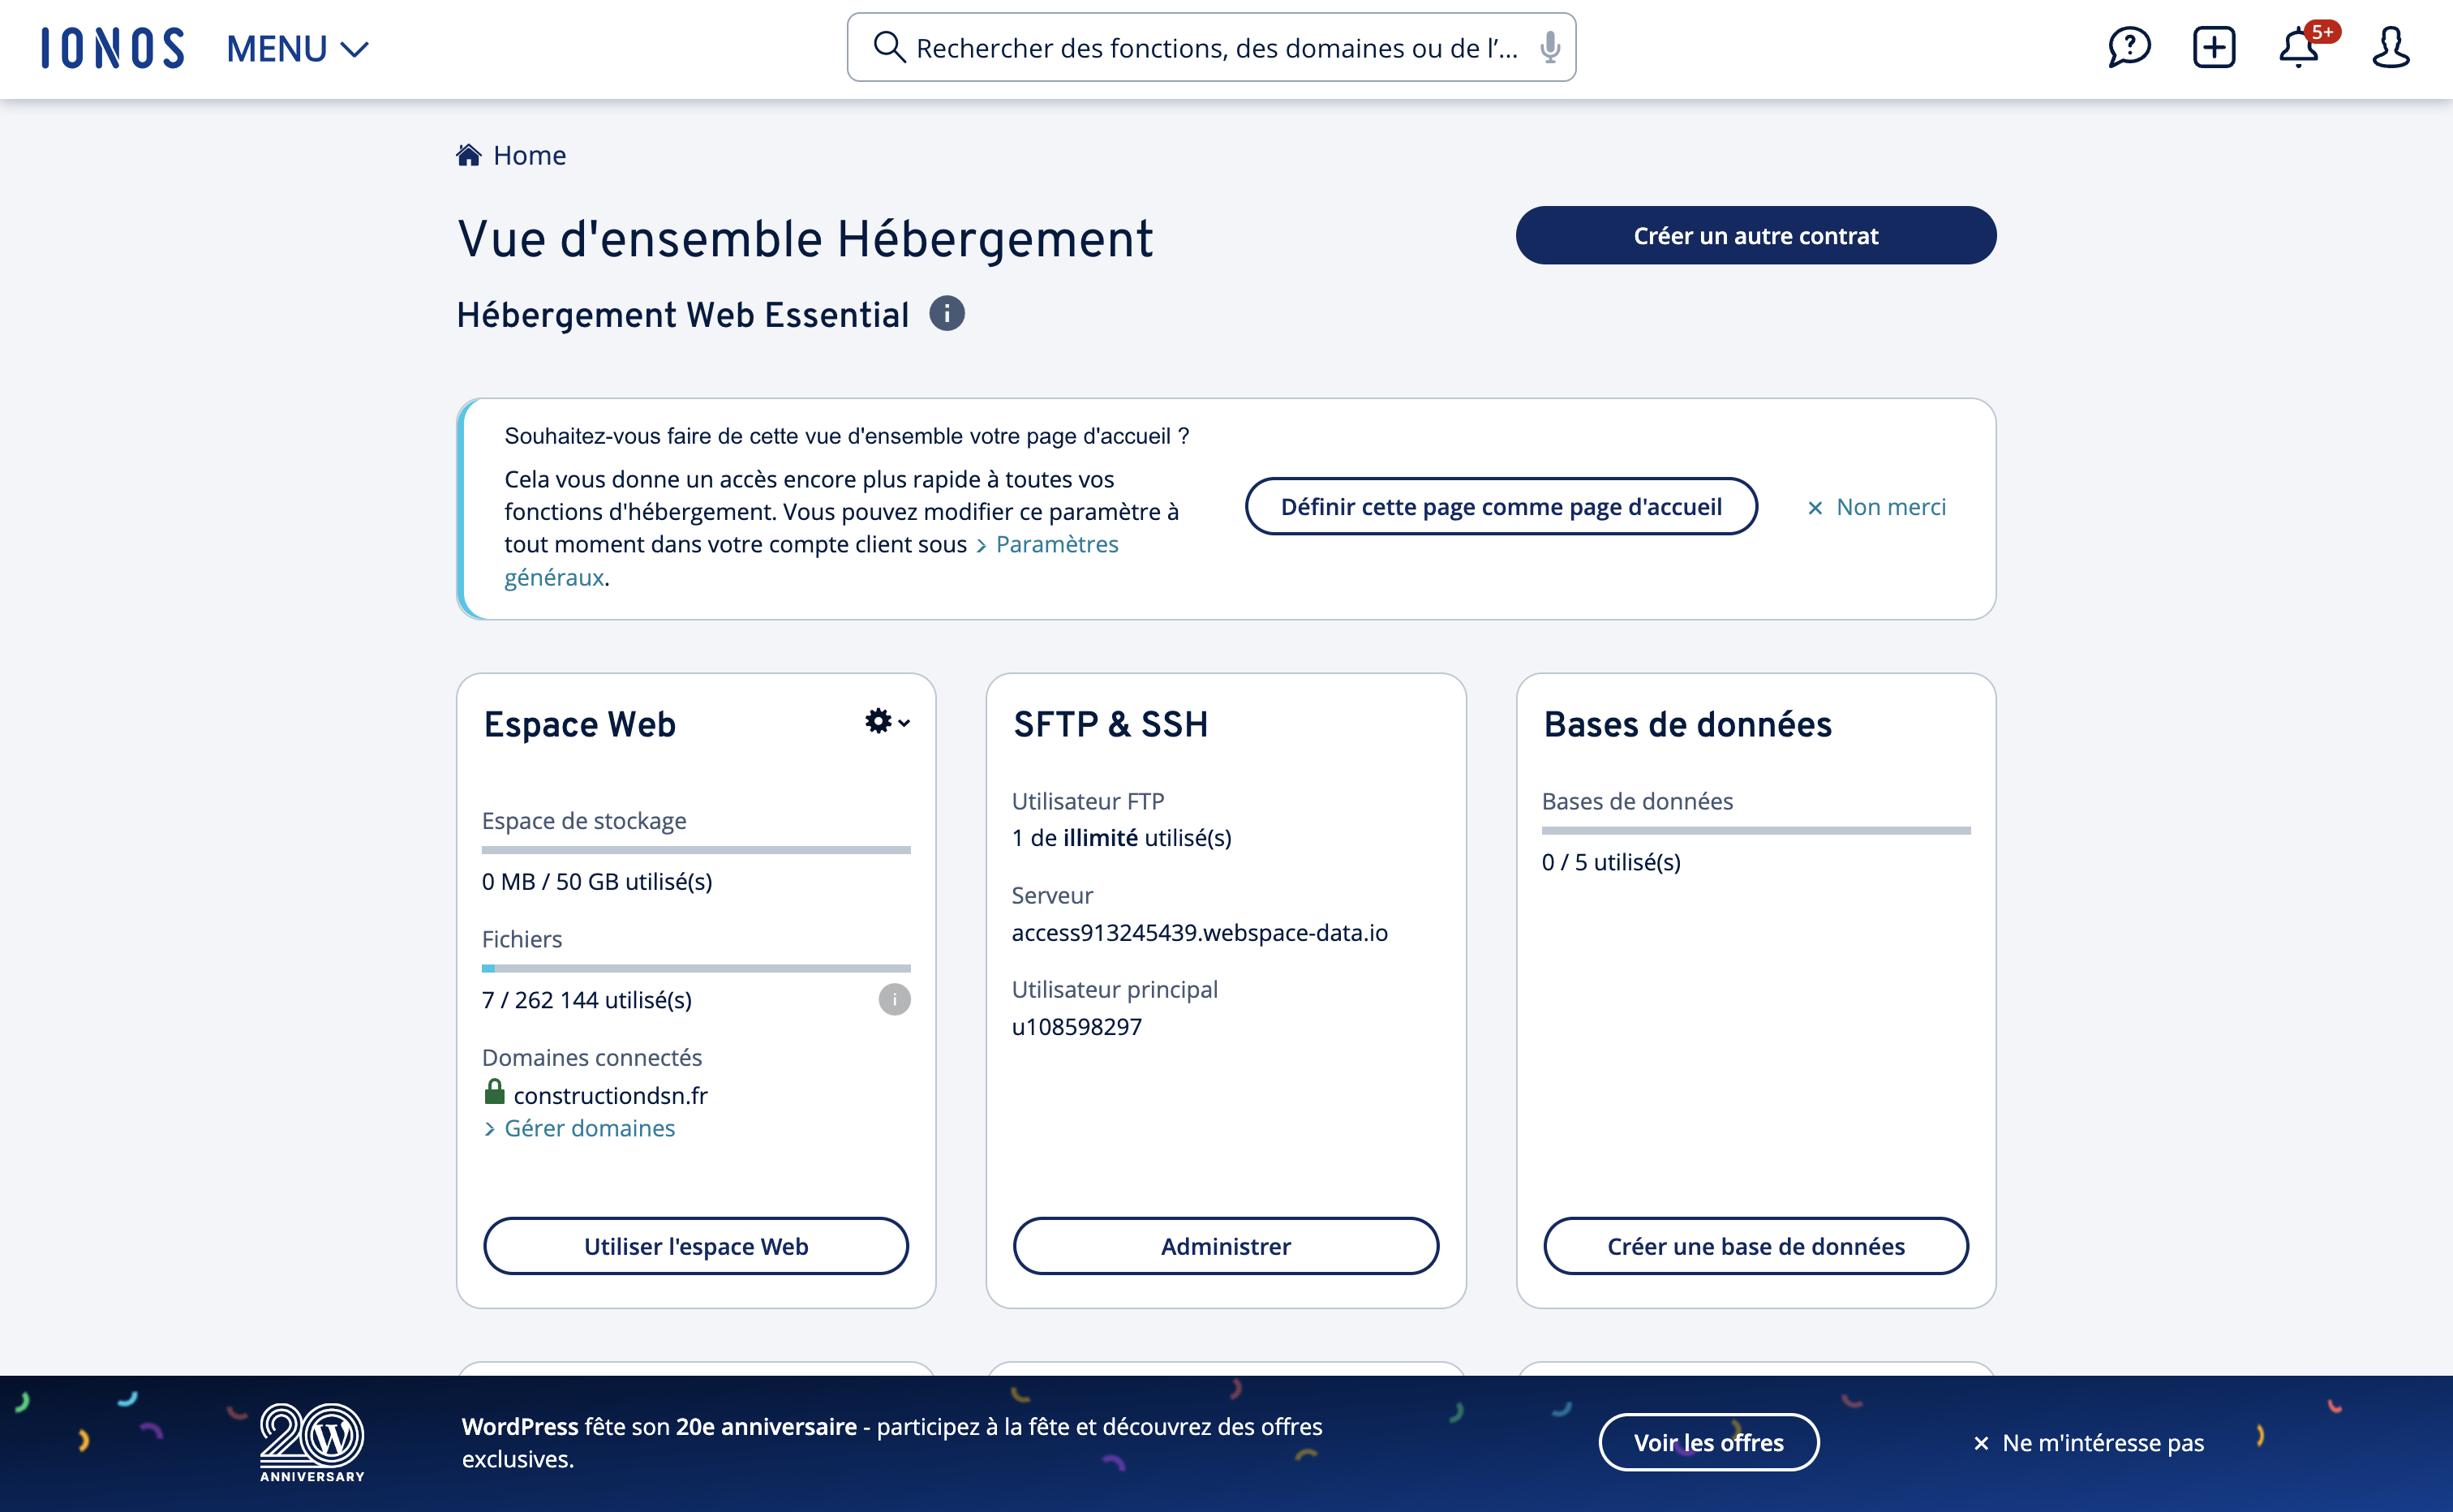 IONOS
MENU
Rechercher des fonctions, des domaines ou de l'...
5+
Home
Vue d'ensemble Hébergement
Créer un autre contrat
Hébergement Web Essential
Souhaitez-vous faire de cette vue d'ensemble votre page d'accueil ?
Cela vous donne un accès encore plus rapide à toutes vos
fonctions d'hébergement. Vous pouvez modifier ce paramètre à
tout moment dans votre compte client sous > Paramètres
généraux.
Définir cette page comme page d'accueil
× Non merci
Espace Web
Espace de stockage
0 MB / 50 GB utilisé(s)
Fichiers
7 / 262 144 utilisé(s)
Domaines connectés
constructiondsn.fr
> Gérer domaines
Utiliser l'espace Web
SFTP & SSH
Utilisateur FTP
1 de illimité utilisé(s)
Serveur
access913245439.webspace-data.io
Utilisateur principal
u108598297
Administrer
Bases de données
Bases de données
0 / 5 utilisé(s)
Créer une base de données
20
ANNIVERSARY
WordPress fête son 20e anniversaire - participez à la fête et découvrez des offres
exclusives.
Voir les offres
× Ne m'intéresse pas